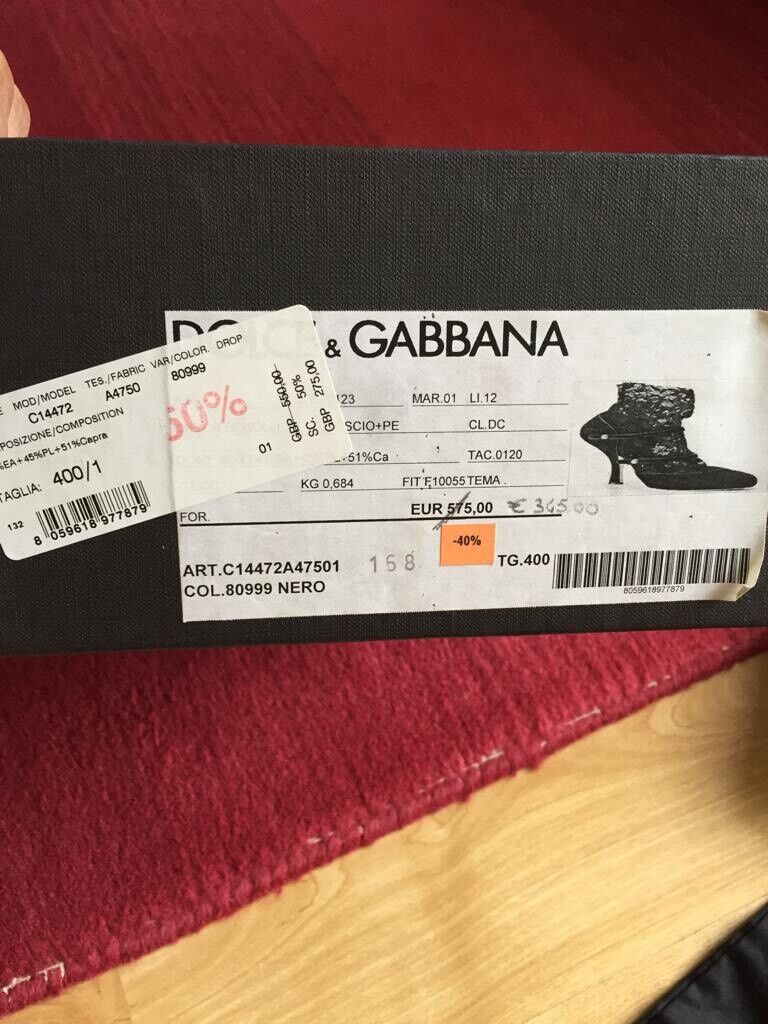 DOLCE & GABBANA
MOD/MODEL TES./FABRIC VAR/COLOR. DROP
C14472 A4750 80999
POSIZIONE/COMPOSITION
EA+45%PL+51%Capra
TAGLIA: 400/1
132
8 059618 977879
50%
01
GBP 550,00
SC. 50%
GBP 275,00
123 MAR.01 LI.12
SCIO+PE CL.DC
+51%Ca TAC.0120
KG 0,684 FIT F10055 TEMA
FOR. EUR 575,00 € 345,00
-40%
ART.C14472A47501 168 TG.400
COL.80999 NERO
8059618977879